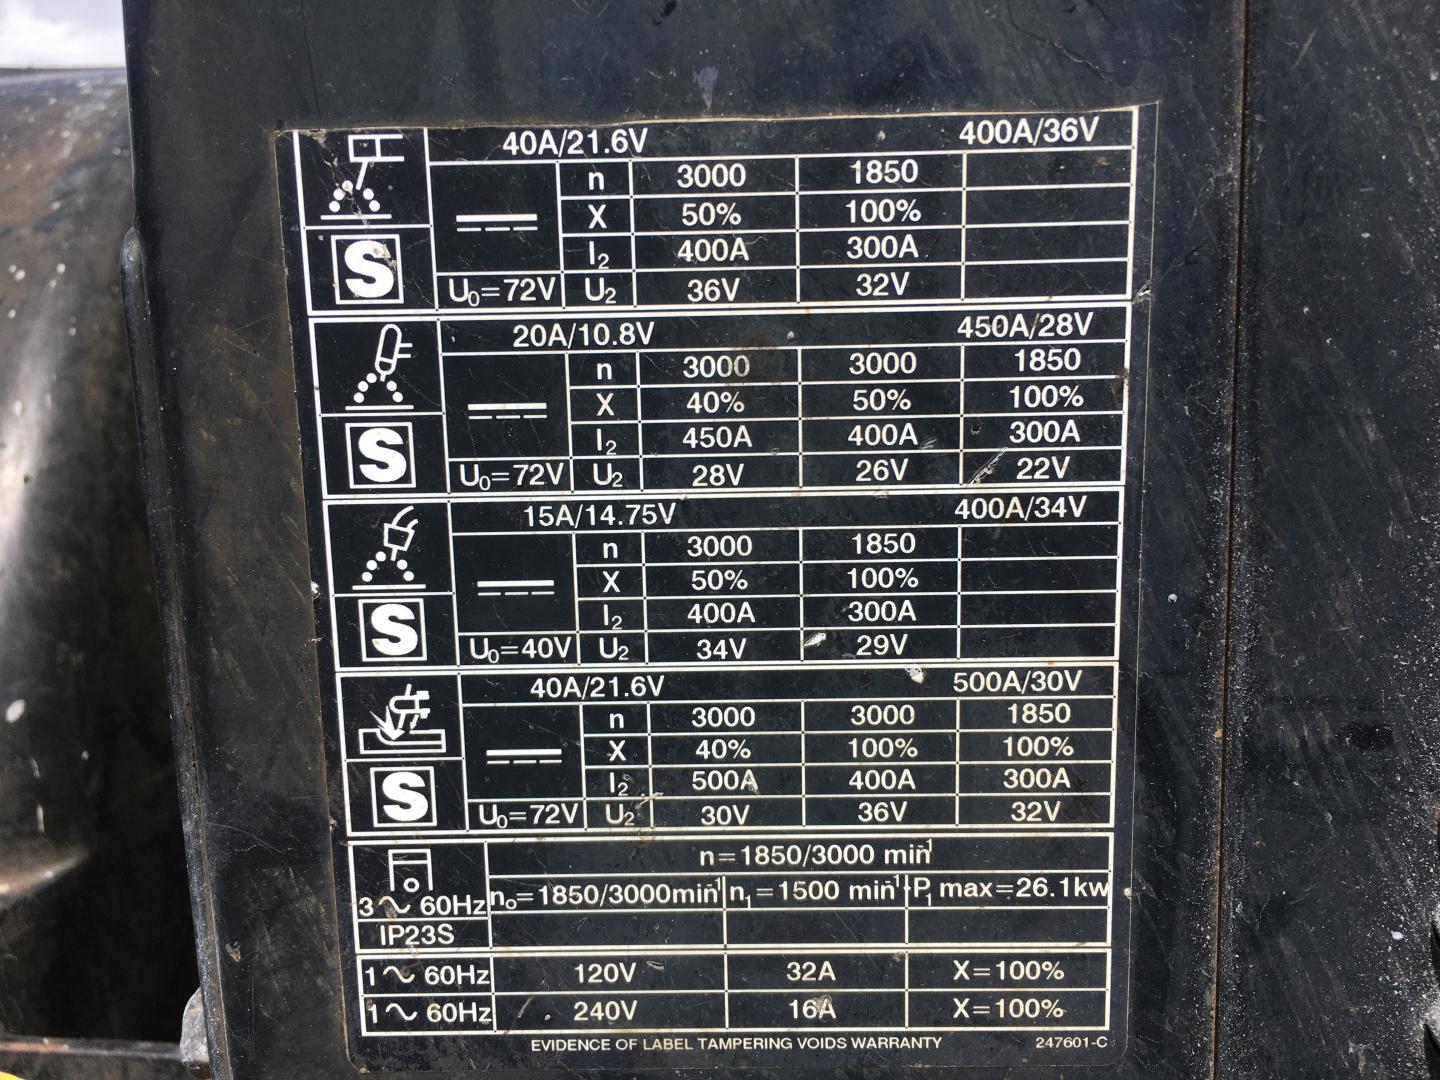 40A/21.6V 400A/36V
n 3000 1850
X 50% 100%
I2 400A 300A
S U0=72V U2 36V 32V
20A/10.8V 450A/28V
n 3000 3000 1850
X 40% 50% 100%
I2 450A 400A 300A
S U0=72V U2 28V 26V 22V
15A/14.75V 400A/34V
n 3000 1850
X 50% 100%
I2 400A 300A
S U0=40V U2 34V 29V
40A/21.6V 500A/30V
n 3000 3000 1850
X 40% 100% 100%
I2 500A 400A 300A
S U0=72V U2 30V 36V 32V
n=1850/3000 min-1
3~ 60Hz n0=1850/3000min-1 n1=1500 min-1 P1 max=26.1kw
IP23S
1~ 60Hz 120V 32A X=100%
1~ 60Hz 240V 16A X=100%
EVIDENCE OF LABEL TAMPERING VOIDS WARRANTY 247601-C